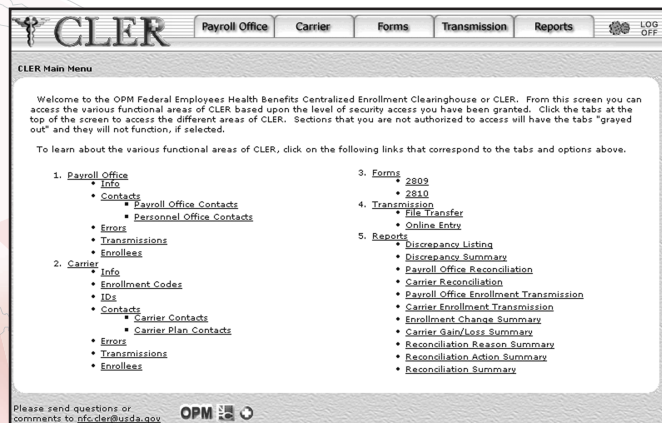 CLER
Payroll Office Carrier Forms Transmission Reports LOG OFF
CLER Main Menu
Welcome to the OPM Federal Employees Health Benefits Centralized Enrollment Clearinghouse or CLER. From this screen you can
access the various functional areas of CLER based upon the level of security access you have been granted. Click the tabs at the
top of the screen to access the different areas of CLER. Sections that you are not authorized to access will have the tabs "grayed
out" and they will not function, if selected.
To learn about the various functional areas of CLER, click on the following links that correspond to the tabs and options above.
1. Payroll Office
Info
Contacts
Payroll Office Contacts
Personnel Office Contacts
Errors
Transmissions
Enrollees
2. Carrier
Info
Enrollment Codes
IDs
Contacts
Carrier Contacts
Carrier Plan Contacts
Errors
Transmissions
Enrollees
3. Forms
2809
2810
4. Transmission
File Transfer
Online Entry
5. Reports
Discrepancy Listing
Discrepancy Summary
Payroll Office Reconciliation
Carrier Reconciliation
Payroll Office Enrollment Transmission
Carrier Enrollment Transmission
Enrollment Change Summary
Carrier Gain/Loss Summary
Reconciliation Reason Summary
Reconciliation Action Summary
Reconciliation Summary
Please send questions or
comments to nfc.cler@usda.gov
OPM